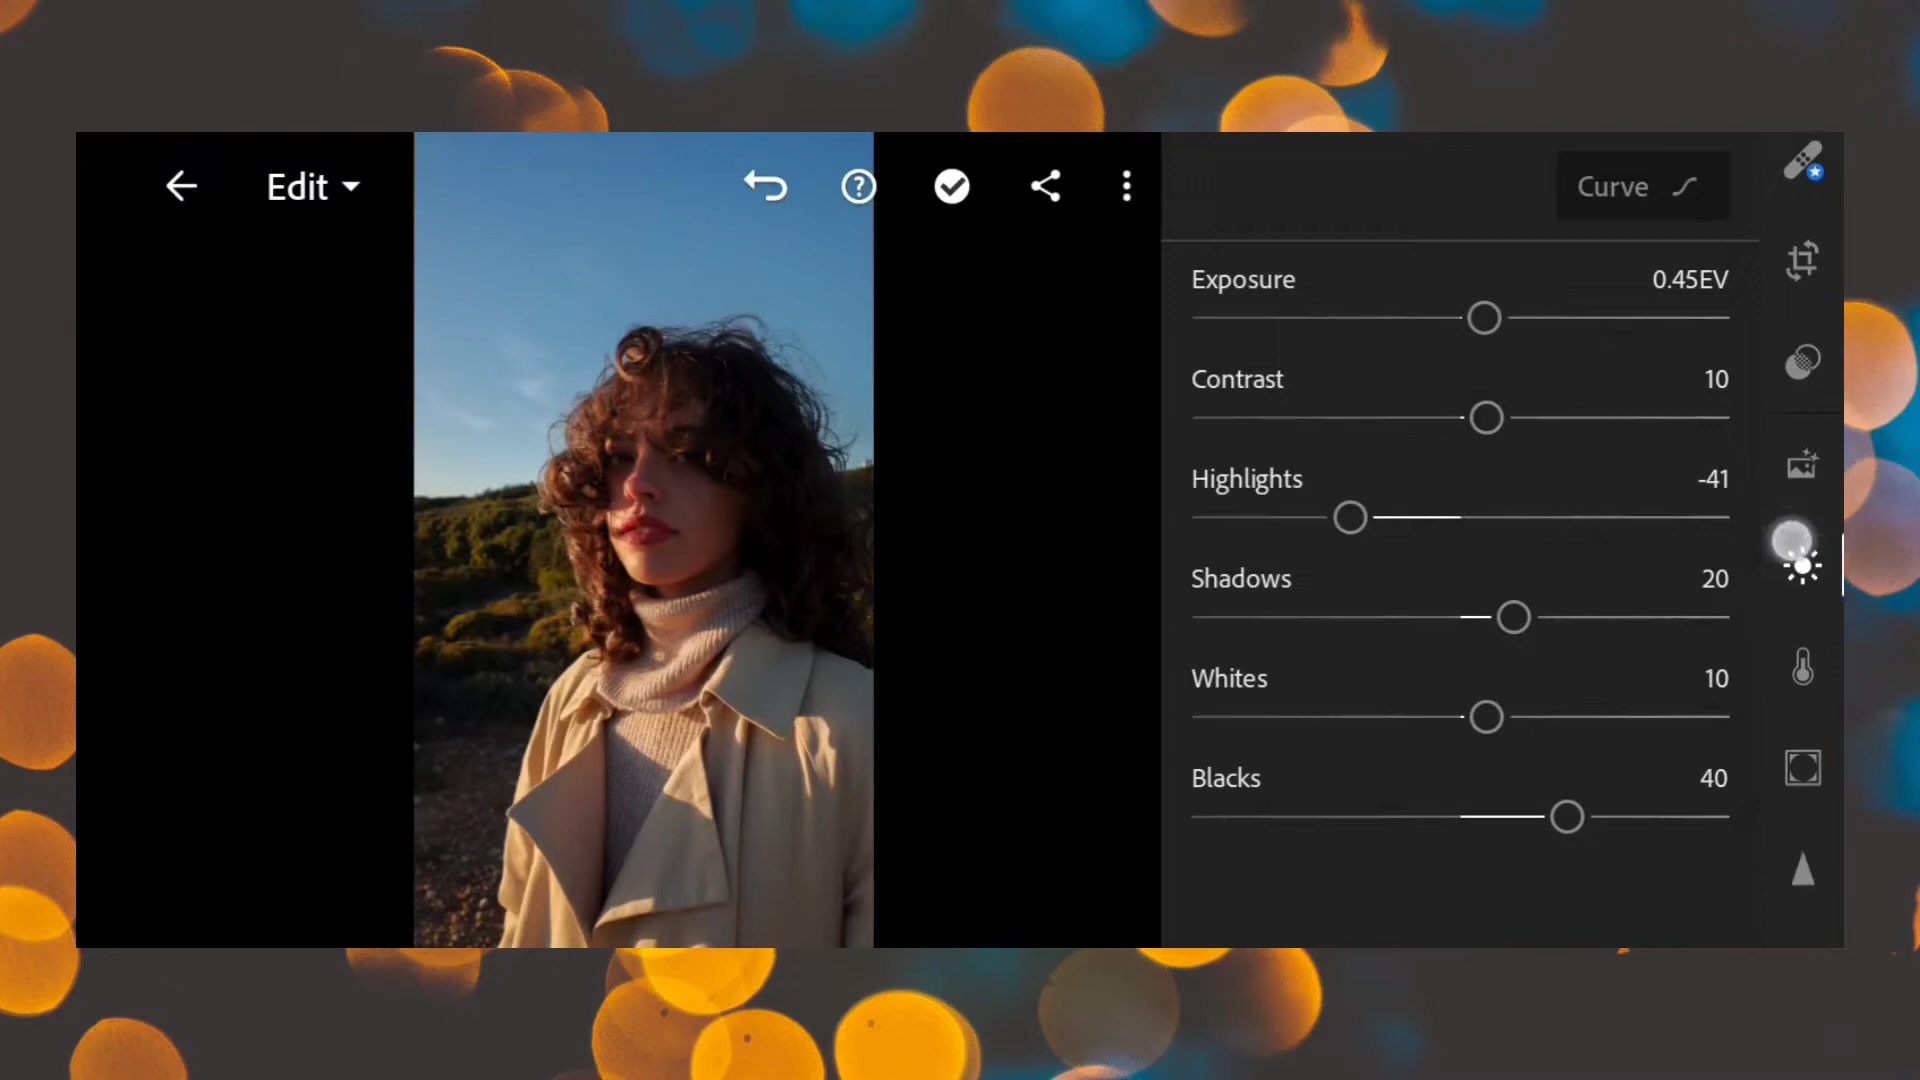 Edit
Curve
Exposure 0.45EV
Contrast 10
Highlights -41
Shadows 20
Whites 10
Blacks 40